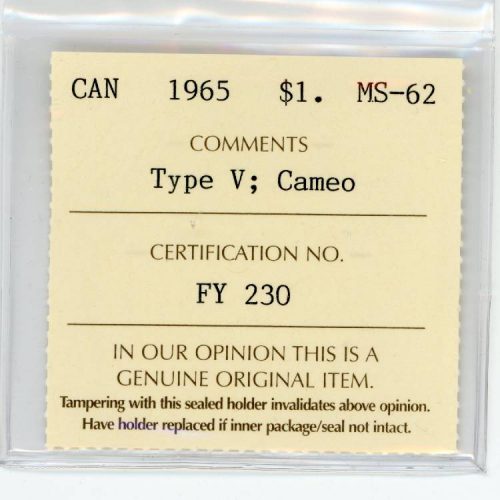 CAN 1965 $1. MS-62
COMMENTS
Type V; Cameo
CERTIFICATION NO.
FY 230
IN OUR OPINION THIS IS A
GENUINE ORIGINAL ITEM.
Tampering with this sealed holder invalidates above opinion.
Have holder replaced if inner package/seal not intact.